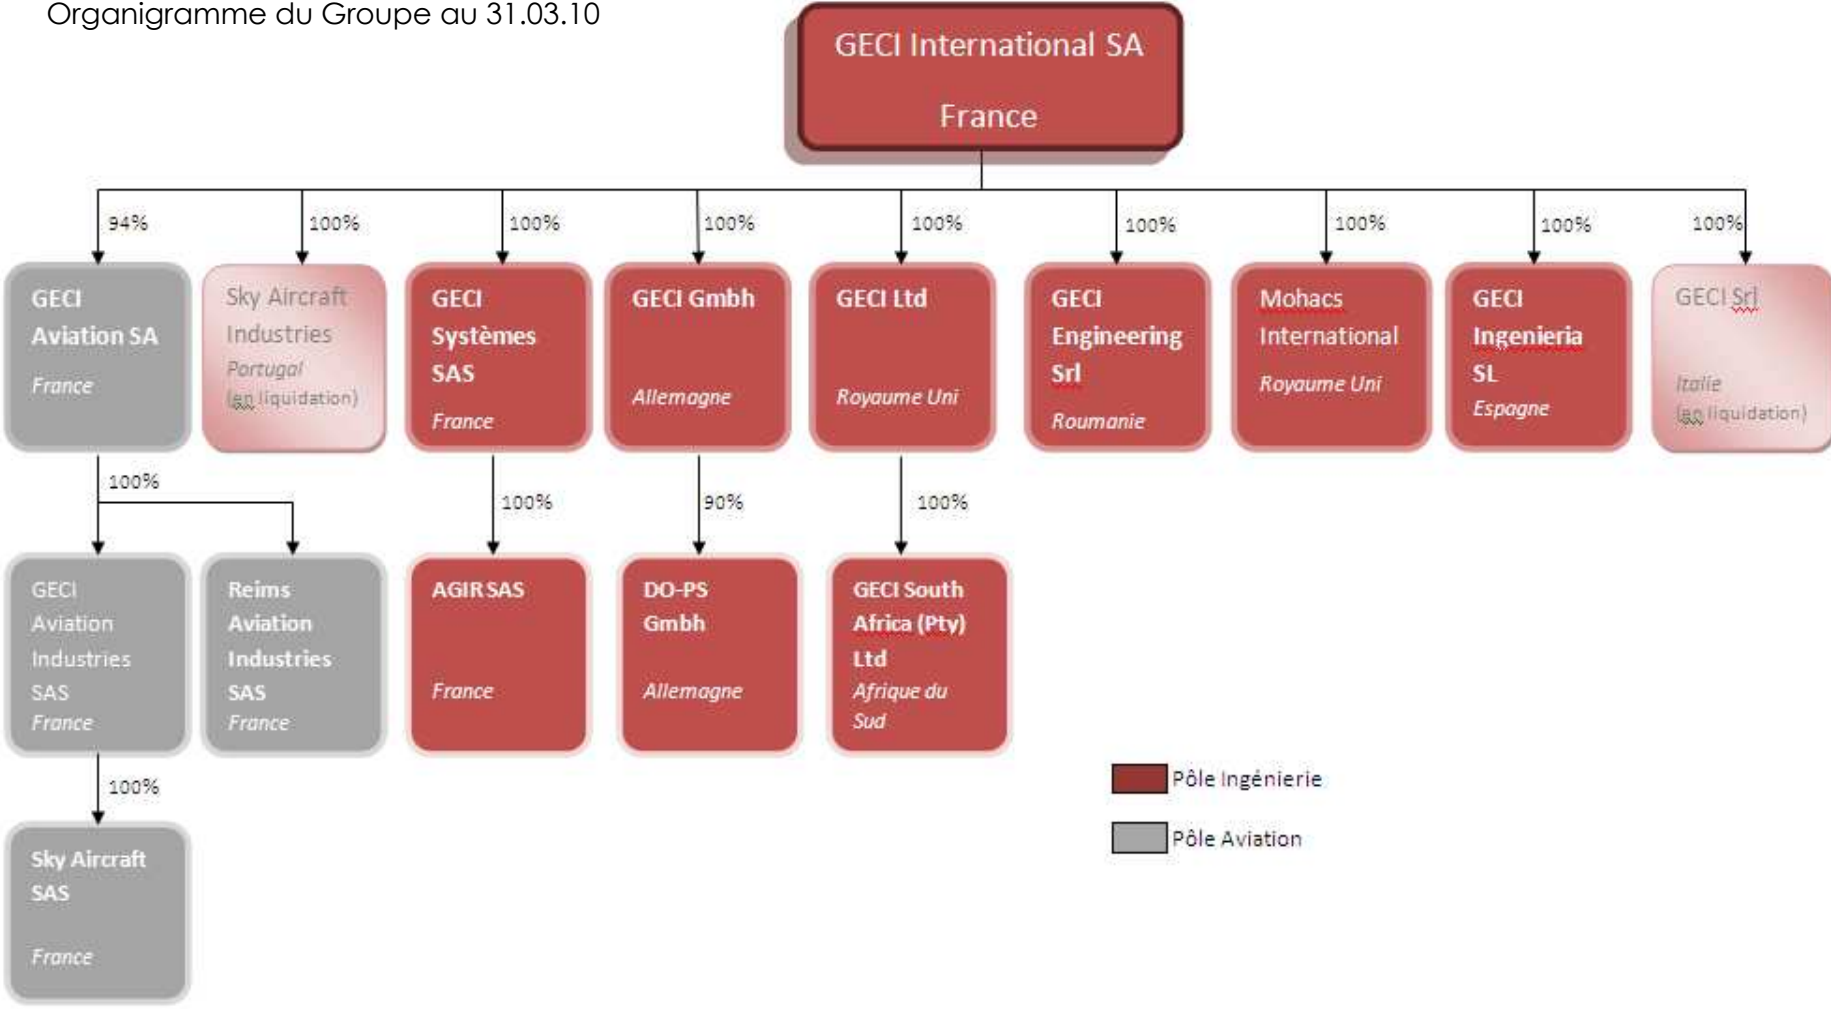 Organigramme du Groupe au 31.03.10
GECI International SA
France
94%
100%
100%
100%
100%
100%
100%
100%
100%
GECI
Aviation SA
France
Sky Aircraft
Industries
Portugal
(en liquidation)
GECI
Systèmes
SAS
France
GECI Gmbh
Allemagne
GECI Ltd
Royaume Uni
GECI
Engineering
Srl
Roumanie
Mohacs
International
Royaume Uni
GECI
Ingenieria
SL
Espagne
GECI Srl
Italie
(en liquidation)
100%
100%
90%
100%
GECI
Aviation
Industries
SAS
France
Reims
Aviation
Industries
SAS
France
AGIR SAS
France
DO-PS
Gmbh
Allemagne
GECI South
Africa (Pty)
Ltd
Afrique du
Sud
100%
Sky Aircraft
SAS
France
Pôle Ingénierie
Pôle Aviation